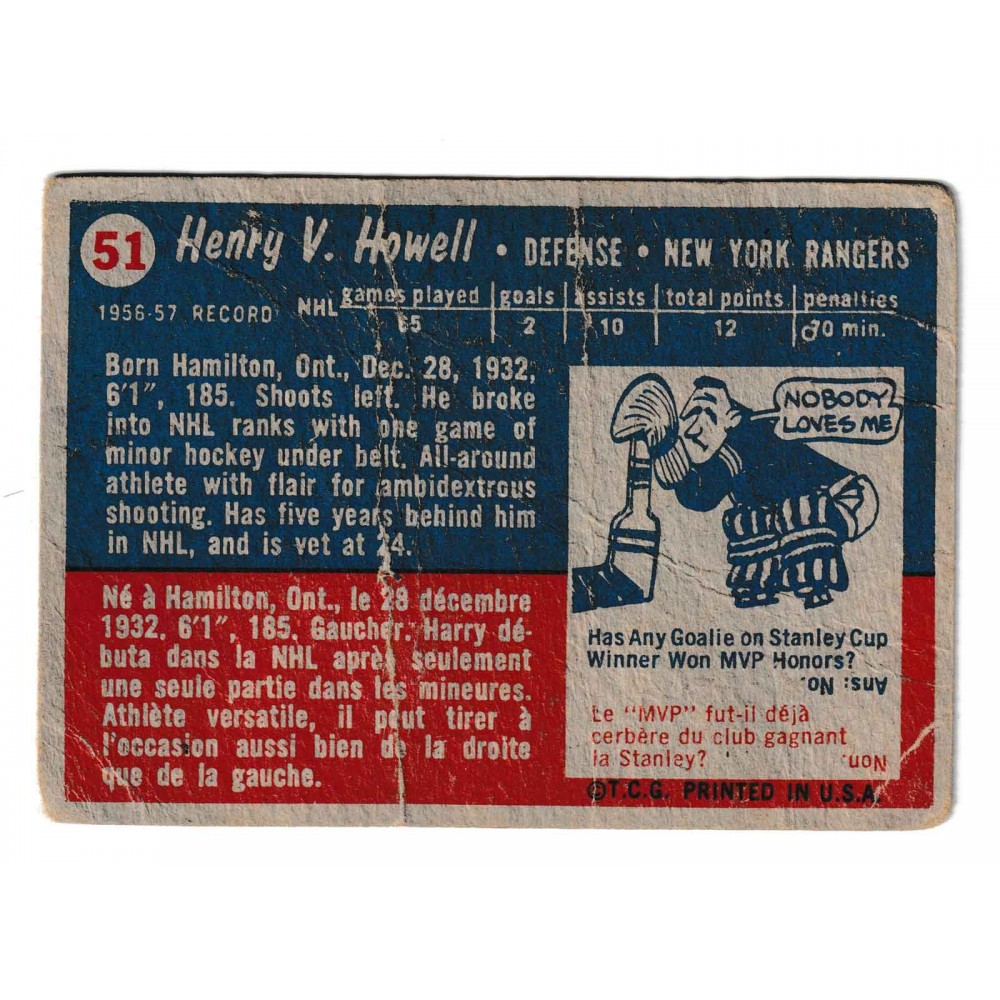 51 Henry V. Howell • DEFENSE • NEW YORK RANGERS
1956-57 RECORD NHL games played goals assists total points penalties
65 2 10 12 70 min.
Born Hamilton, Ont., Dec. 28, 1932,
6'1", 185. Shoots left. He broke
into NHL ranks with one game of
minor hockey under belt. All-around
athlete with flair for ambidextrous
shooting. Has five years behind him
in NHL, and is vet at 24.
Né à Hamilton, Ont., le 28 décembre
1932, 6'1", 185. Gaucher. Harry dé-
buta dans la NHL après seulement
une seule partie dans les mineures.
Athlète versatile, il peut tirer à
l'occasion aussi bien de la droite
que de la gauche.
NOBODY
LOVES ME
Has Any Goalie on Stanley Cup
Winner Won MVP Honors?
Ans: No.
Le "MVP" fut-il déjà
cerbère du club gagnant
la Stanley?
Non.
©T.C.G. PRINTED IN U.S.A.